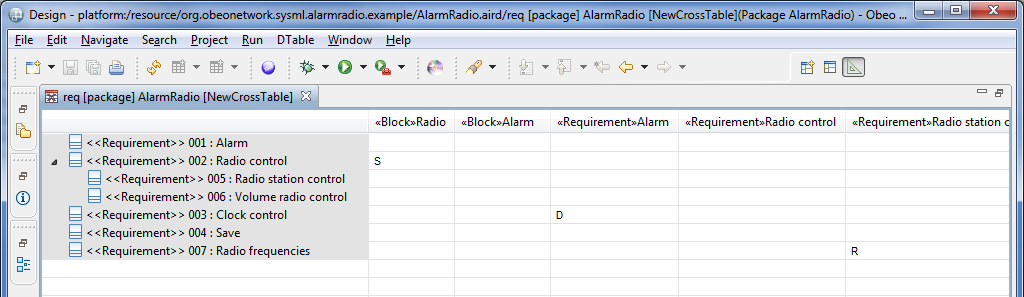 Design - platform:/resource/org.obeonetwork.sysml.alarmradio.example/AlarmRadio.aird/req [package] AlarmRadio [NewCrossTable](Package AlarmRadio) - Obeo ...
File Edit Navigate Search Project Run DTable Window Help
req [package] AlarmRadio [NewCrossTable]
«Block»Radio «Block»Alarm «Requirement»Alarm «Requirement»Radio control «Requirement»Radio station c
<<Requirement>> 001 : Alarm
<<Requirement>> 002 : Radio control S
<<Requirement>> 005 : Radio station control
<<Requirement>> 006 : Volume radio control
<<Requirement>> 003 : Clock control D
<<Requirement>> 004 : Save
<<Requirement>> 007 : Radio frequencies R